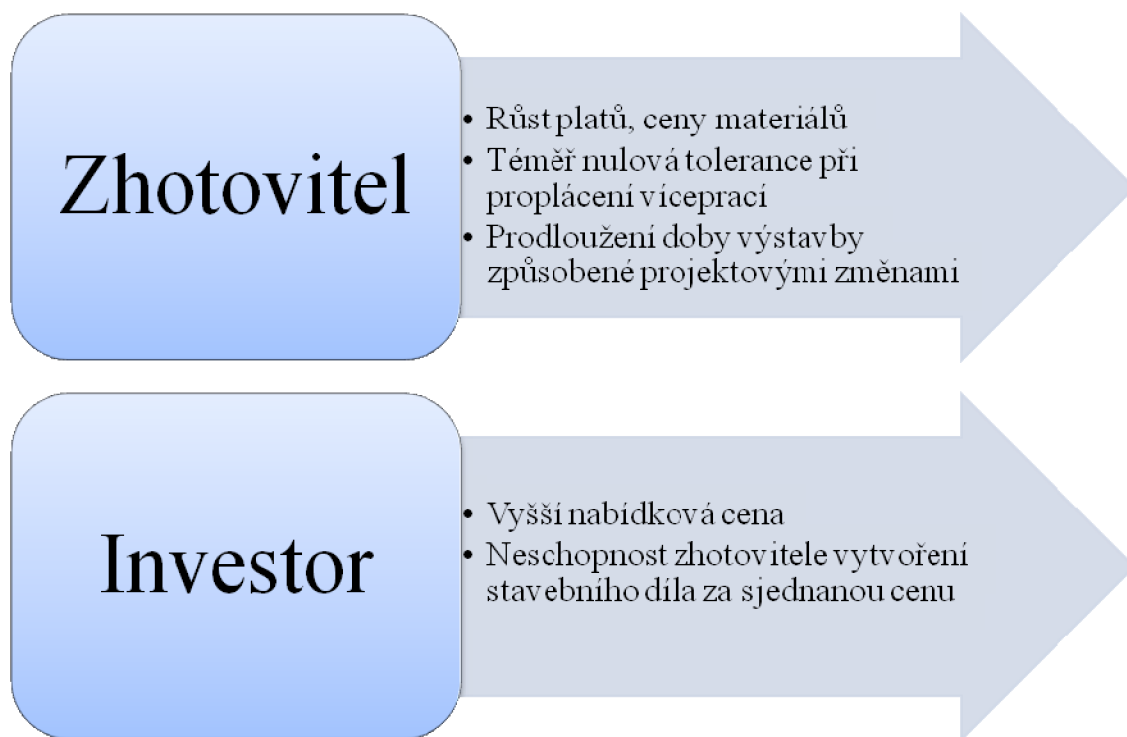 Zhotovitel
• Růst platů, ceny materiálů
• Téměř nulová tolerance při
proplácení víceprací
• Prodloužení doby výstavby
způsobené projektovými změnami
Investor
• Vyšší nabídková cena
• Neschopnost zhotovitele vytvoření
stavebního díla za sjednanou cenu